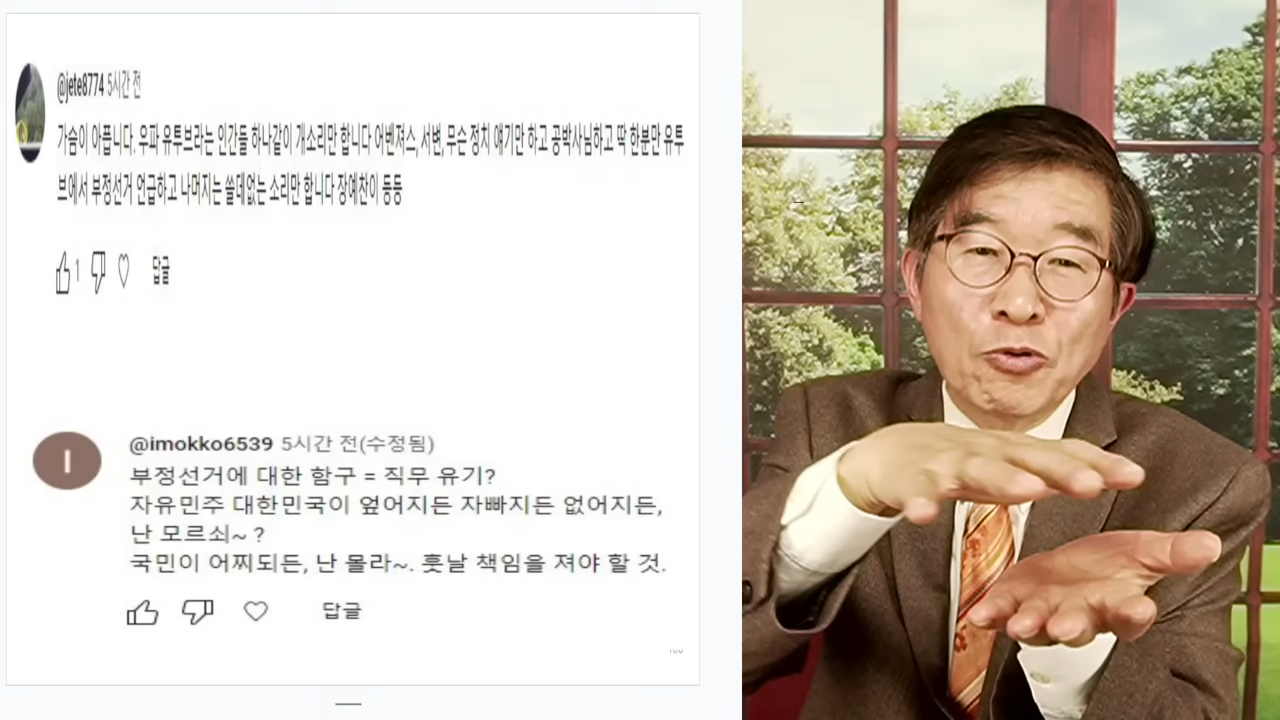 @jete8774 5시간 전
가슴이 아픕니다. 우파 유투브라는 인간들 하나같이 개소리만 합니다 어벤져스, 서변, 무슨 정치 얘기만 하고 공박사님하고 딱 한분만 유투
브에서 부정선거 언급하고 나머지는 쓸데없는 소리만 합니다 장예찬이 등등
1 답글
I
@imokko6539 5시간 전(수정됨)
부정선거에 대한 함구 = 직무 유기?
자유민주 대한민국이 엎어지든 자빠지든 없어지든,
난 모르쇠~ ?
국민이 어찌되든, 난 몰라~. 훗날 책임을 져야 할 것.
답글